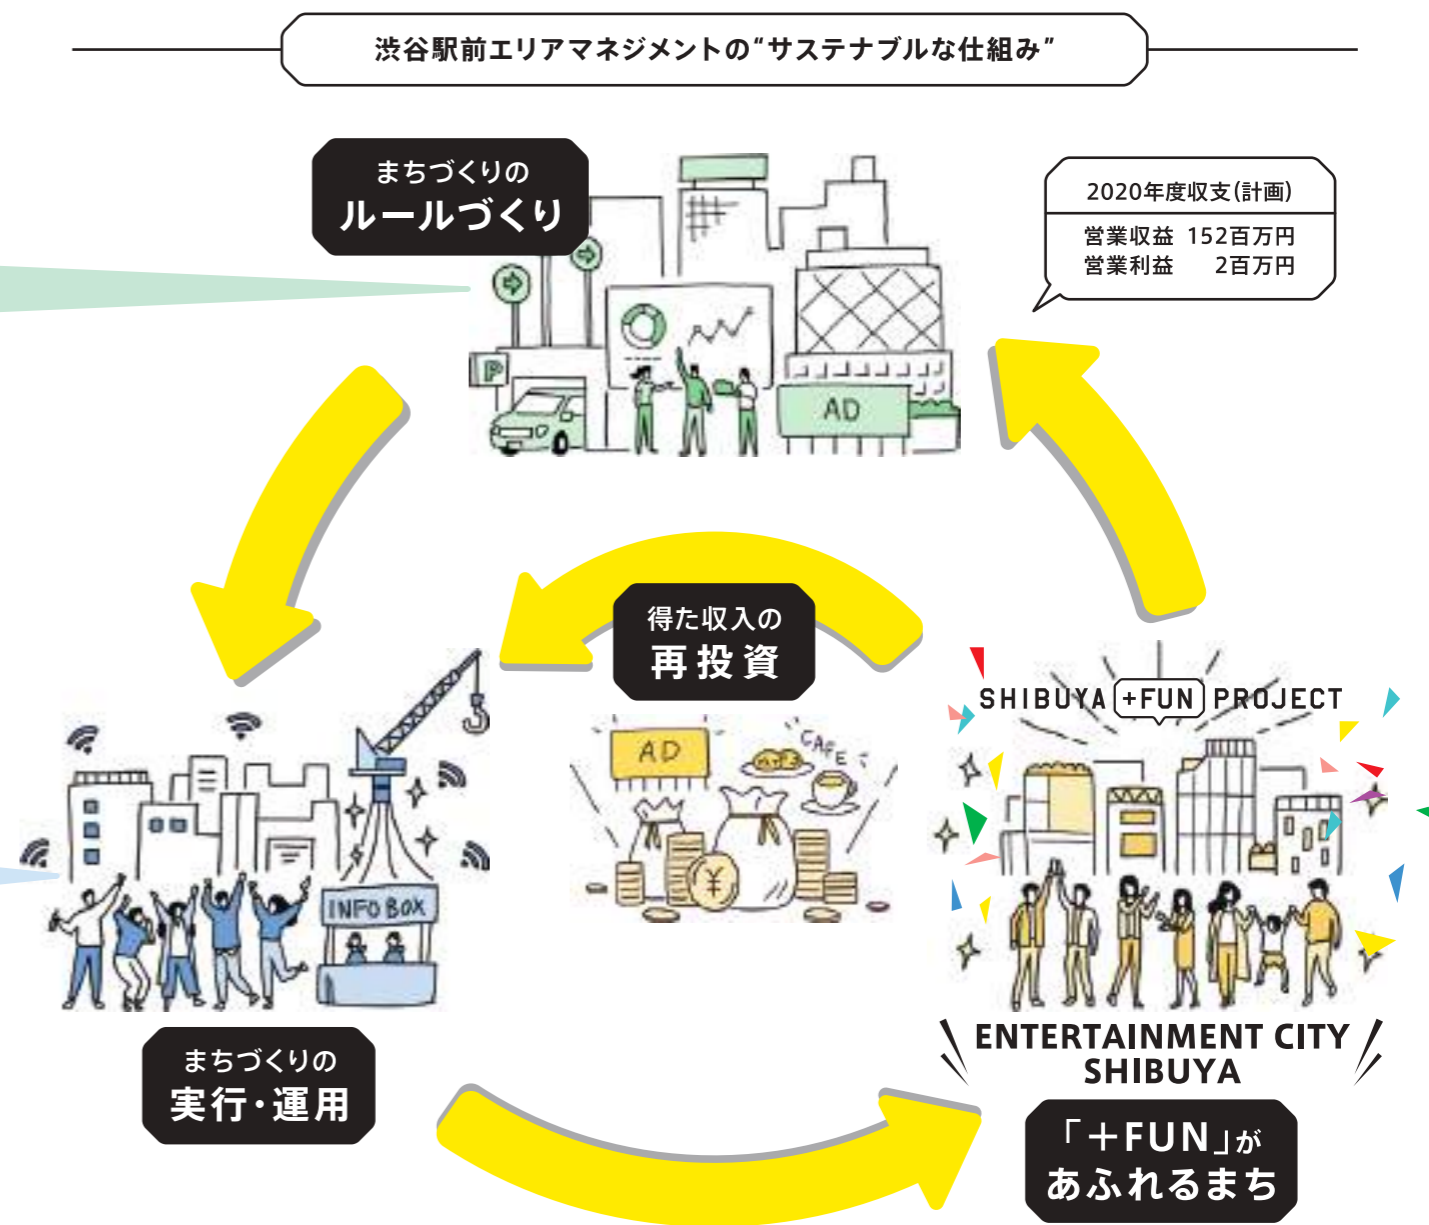 渋谷駅前エリアマネジメントの“サステナブルな仕組み”
まちづくりの
ルールづくり
2020年度収支(計画)
営業収益 152百万円
営業利益 2百万円
P
AD
得た収入の
再投資
AD
CAFE
¥
SHIBUYA +FUN PROJECT
INFO BOX
まちづくりの
実行・運用
ENTERTAINMENT CITY
SHIBUYA
「＋FUN」が
あふれるまち